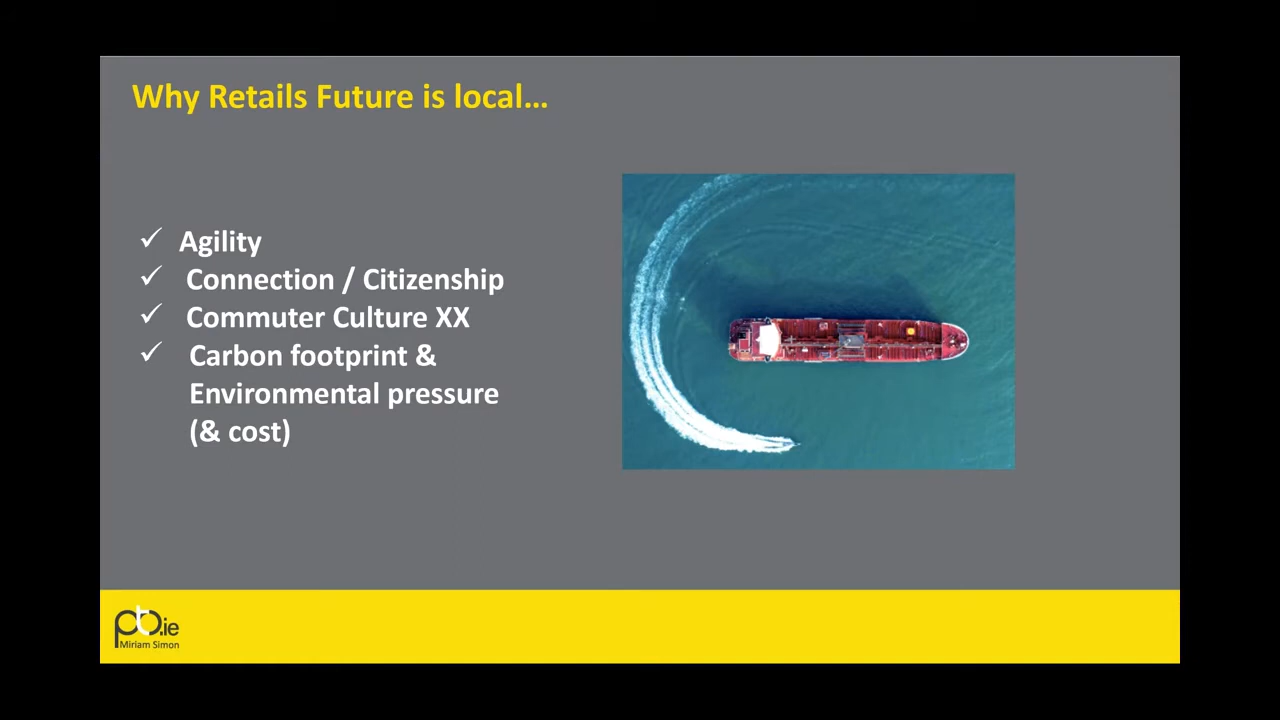 Why Retails Future is local…
✓ Agility
✓ Connection / Citizenship
✓ Commuter Culture XX
✓ Carbon footprint &
Environmental pressure
(& cost)
ptb.ie
Miriam Simon